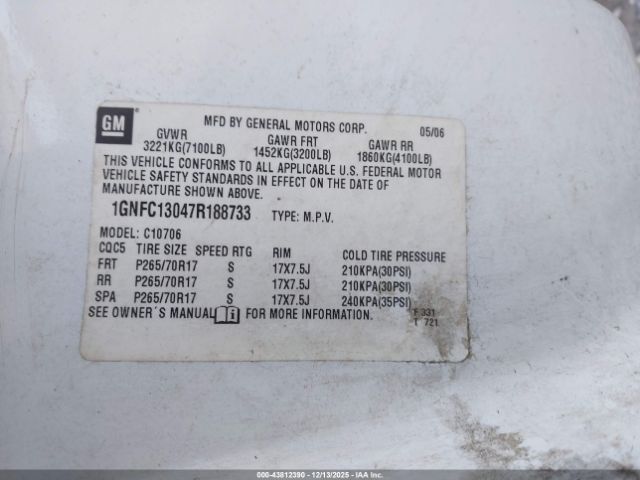 GM
MFD BY GENERAL MOTORS CORP. 05/06
GVWR GAWR FRT GAWR RR
3221KG(7100LB) 1452KG(3200LB) 1860KG(4100LB)
THIS VEHICLE CONFORMS TO ALL APPLICABLE U.S. FEDERAL MOTOR
VEHICLE SAFETY STANDARDS IN EFFECT ON THE DATE OF
MANUFACTURE SHOWN ABOVE.
1GNFC13047R188733 TYPE: M.P.V.
MODEL: C10706
CQC5 TIRE SIZE SPEED RTG RIM COLD TIRE PRESSURE
FRT P265/70R17 S 17X7.5J 210KPA(30PSI)
RR P265/70R17 S 17X7.5J 210KPA(30PSI)
SPA P265/70R17 S 17X7.5J 240KPA(35PSI)
SEE OWNER'S MANUAL FOR MORE INFORMATION.
F 331
T 721
000-43812390 - 12/13/2025 - IAAI.COM